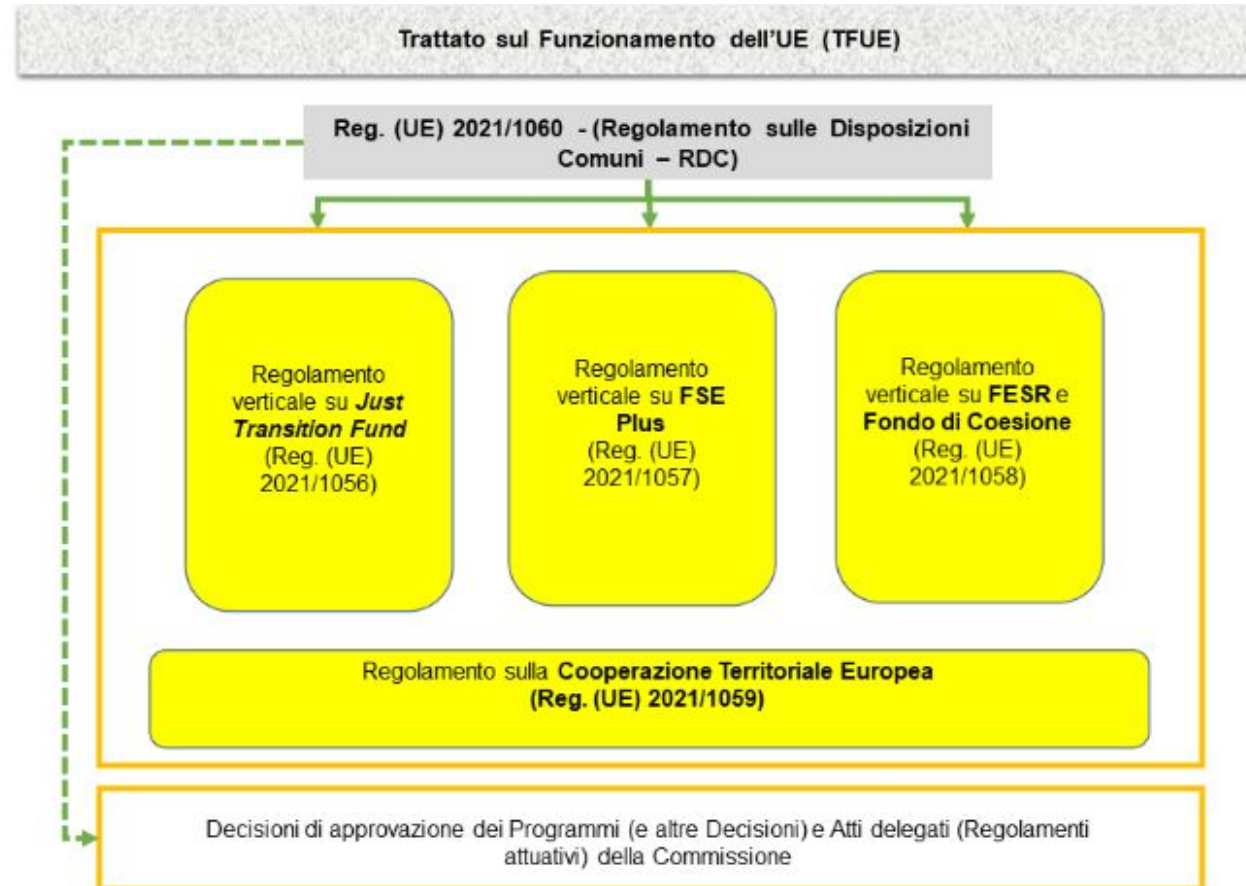 Trattato sul Funzionamento dell'UE (TFUE)
Reg. (UE) 2021/1060 - (Regolamento sulle Disposizioni
Comuni – RDC)
Regolamento
verticale su Just
Transition Fund
(Reg. (UE)
2021/1056)
Regolamento
verticale su FSE
Plus
(Reg. (UE)
2021/1057)
Regolamento
verticale su FESR e
Fondo di Coesione
(Reg. (UE)
2021/1058)
Regolamento sulla Cooperazione Territoriale Europea
(Reg. (UE) 2021/1059)
Decisioni di approvazione dei Programmi (e altre Decisioni) e Atti delegati (Regolamenti
attuativi) della Commissione